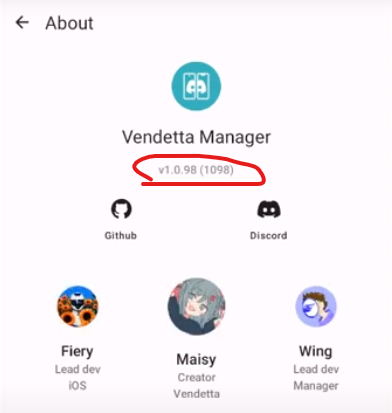 About
Vendetta Manager
v1.0.98 (1098)
Github Discord
Fiery Maisy Wing
Lead dev Creator Lead dev
iOS Vendetta Manager